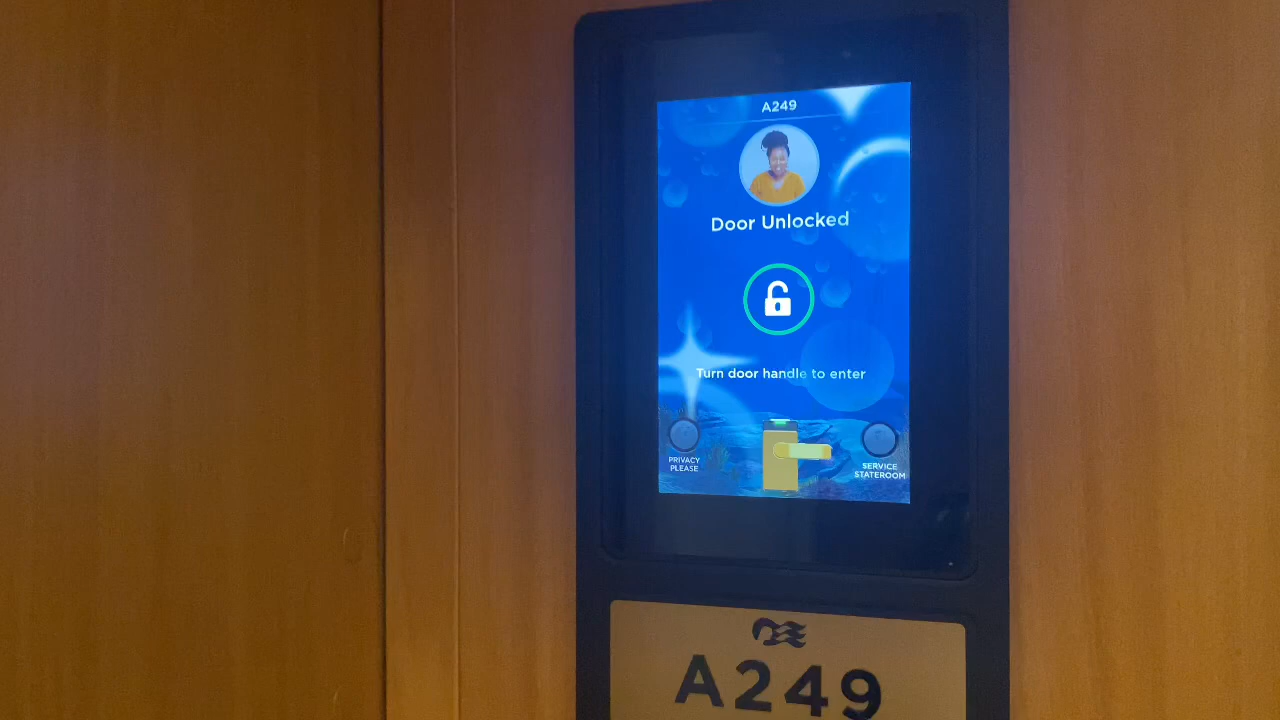 A249
Door Unlocked
Turn door handle to enter
PRIVACY
PLEASE
SERVICE
STATEROOM
A249